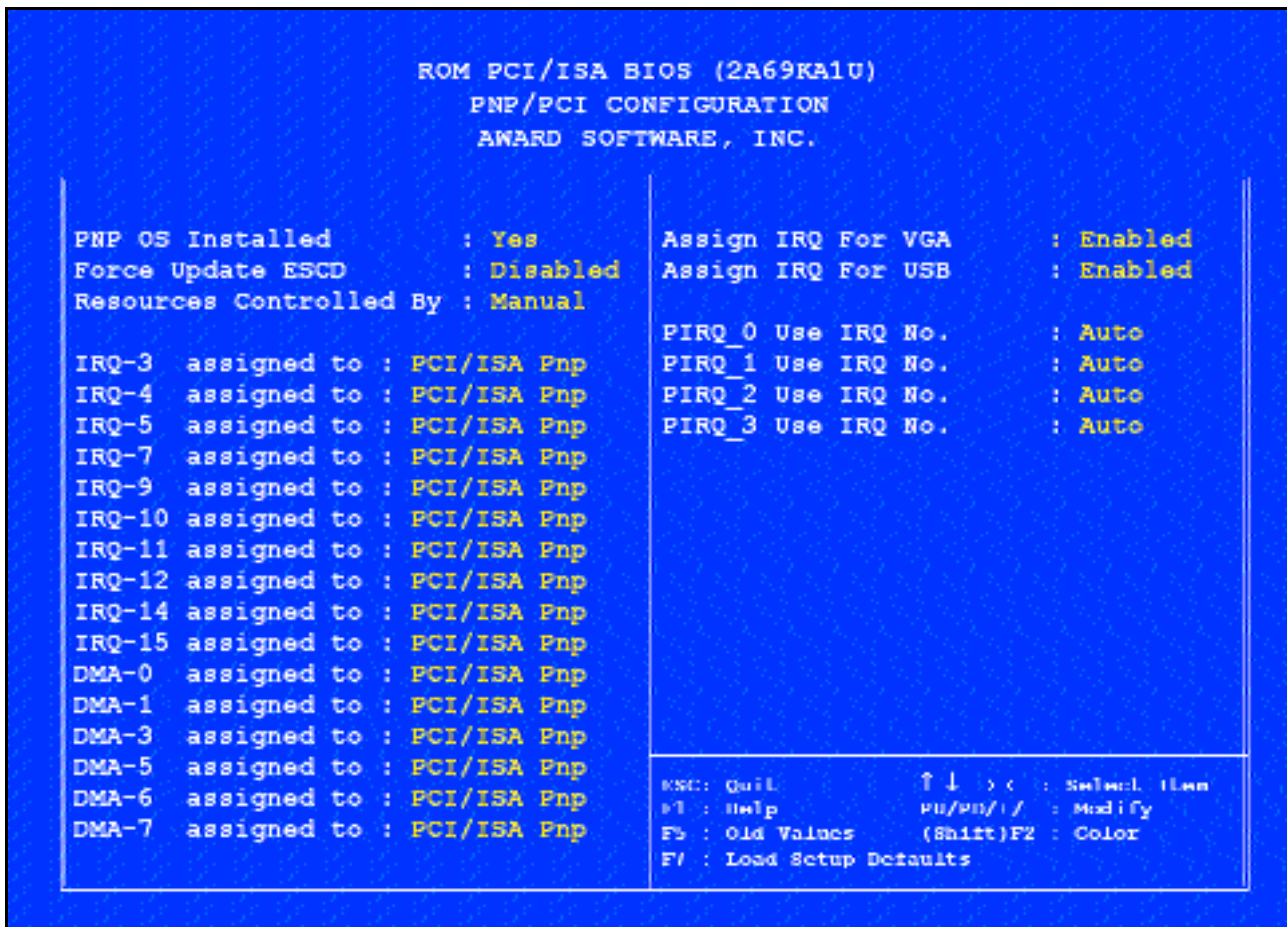 ROM PCI/ISA BIOS (2A69KA1U)
PNP/PCI CONFIGURATION
AWARD SOFTWARE, INC.
PNP OS Installed : Yes
Force Update ESCD : Disabled
Resources Controlled By : Manual
IRQ-3 assigned to : PCI/ISA Pnp
IRQ-4 assigned to : PCI/ISA Pnp
IRQ-5 assigned to : PCI/ISA Pnp
IRQ-7 assigned to : PCI/ISA Pnp
IRQ-9 assigned to : PCI/ISA Pnp
IRQ-10 assigned to : PCI/ISA Pnp
IRQ-11 assigned to : PCI/ISA Pnp
IRQ-12 assigned to : PCI/ISA Pnp
IRQ-14 assigned to : PCI/ISA Pnp
IRQ-15 assigned to : PCI/ISA Pnp
DMA-0 assigned to : PCI/ISA Pnp
DMA-1 assigned to : PCI/ISA Pnp
DMA-3 assigned to : PCI/ISA Pnp
DMA-5 assigned to : PCI/ISA Pnp
DMA-6 assigned to : PCI/ISA Pnp
DMA-7 assigned to : PCI/ISA Pnp
Assign IRQ For VGA : Enabled
Assign IRQ For USB : Enabled
PIRQ_0 Use IRQ No. : Auto
PIRQ_1 Use IRQ No. : Auto
PIRQ_2 Use IRQ No. : Auto
PIRQ_3 Use IRQ No. : Auto
ESC: Quit ↑ ↓ > < : Select Item
F1 : Help : Modify
F5 : Old Values (Shift)F2 : Color
F7 : Load Setup Defaults